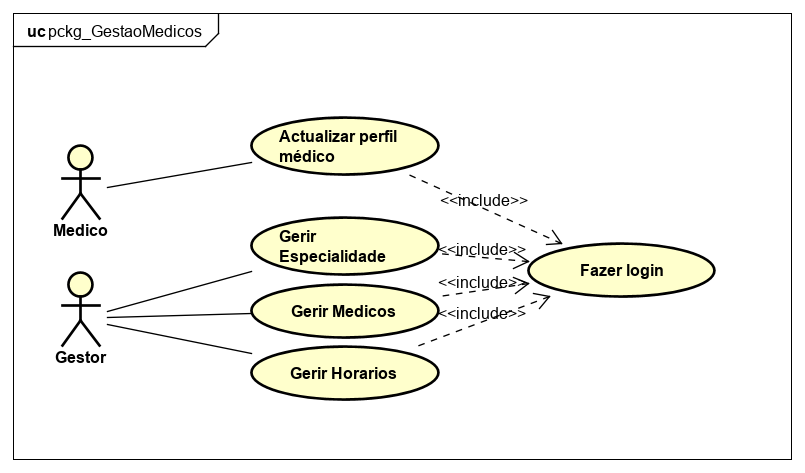 uc pckg_GestaoMedicos
Actualizar perfil
médico
Medico
<<include>>
Gerir
Especialidade
<<include>>
Fazer login
<<include>>
Gerir Medicos
<<include>>
Gestor
Gerir Horarios